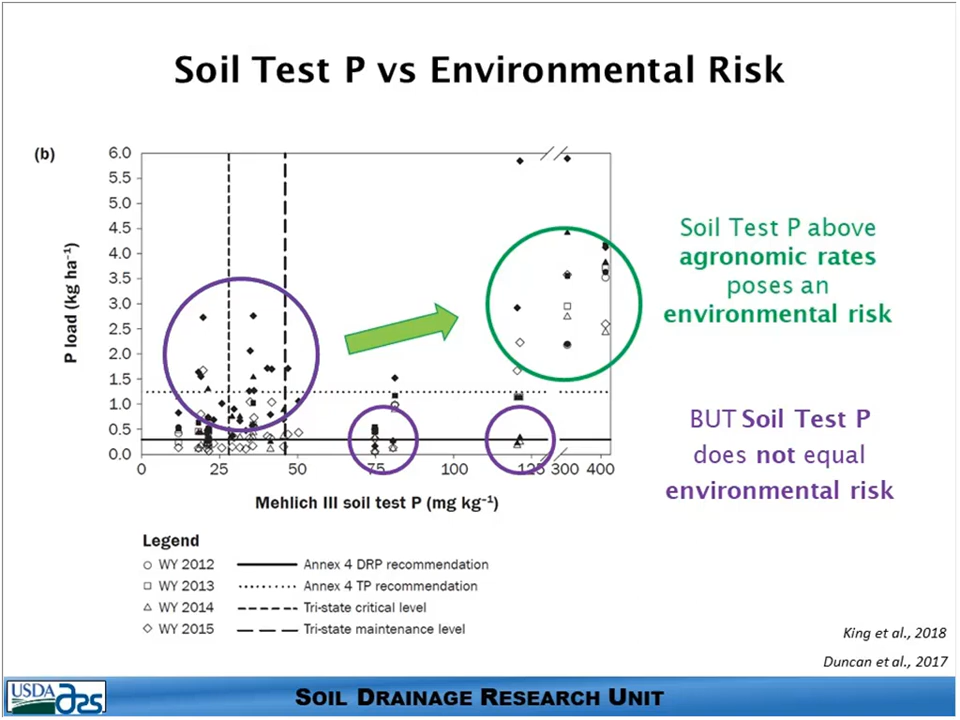 Soil Test P vs Environmental Risk
(b)
P load (kg ha⁻¹)
6.0
5.5
5.0
4.5
4.0
3.5
3.0
2.5
2.0
1.5
1.0
0.5
0.0
0 25 50 75 100 125 300 400
Mehlich III soil test P (mg kg⁻¹)
Soil Test P above
agronomic rates
poses an
environmental risk
BUT Soil Test P
does not equal
environmental risk
Legend
WY 2012 Annex 4 DRP recommendation
WY 2013 Annex 4 TP recommendation
WY 2014 Tri-state critical level
WY 2015 Tri-state maintenance level
King et al., 2018
Duncan et al., 2017
USDA ars
SOIL DRAINAGE RESEARCH UNIT